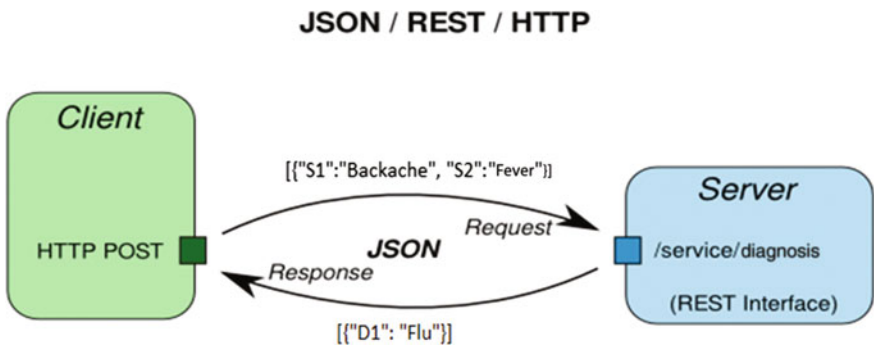 JSON / REST / HTTP
Client
[{"S1":"Backache", "S2":"Fever"}]
Server
Request
HTTP POST
JSON
/service/diagnosis
Response
(REST Interface)
[{"D1": "Flu"}]